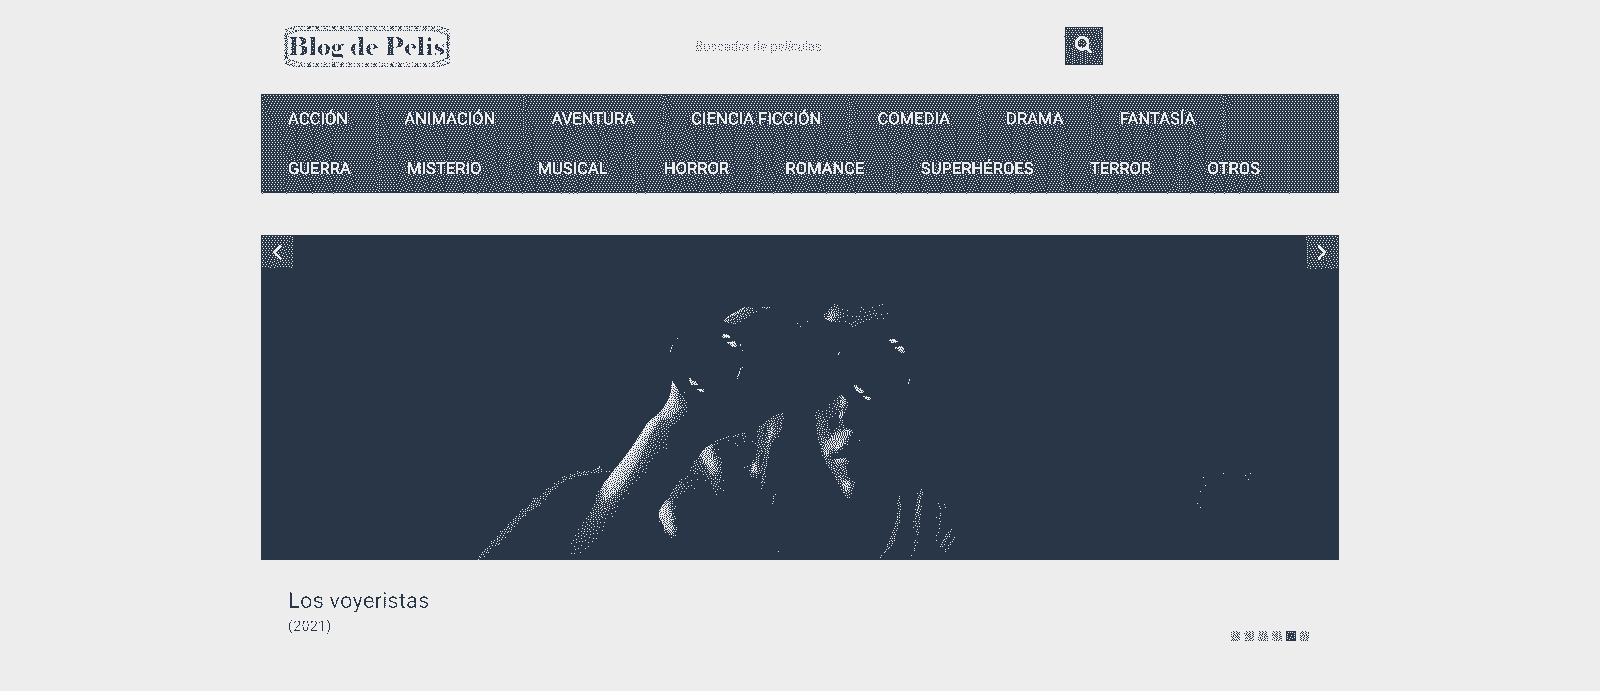 Blog de Pelis
Buscador de películas
ACCIÓN ANIMACIÓN AVENTURA CIENCIA FICCIÓN COMEDIA DRAMA FANTASÍA
GUERRA MISTERIO MUSICAL HORROR ROMANCE SUPERHÉROES TERROR OTROS
Los voyeristas
(2021)